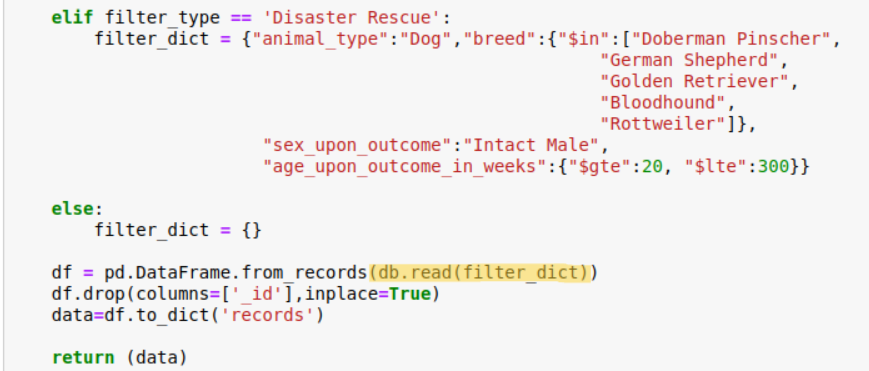 elif filter_type == 'Disaster Rescue':
filter_dict = {"animal_type":"Dog","breed":{"$in":["Doberman Pinscher",
"German Shepherd",
"Golden Retriever",
"Bloodhound",
"Rottweiler"]},
"sex_upon_outcome":"Intact Male",
"age_upon_outcome_in_weeks":{"$gte":20, "$lte":300}}
else:
filter_dict = {}
df = pd.DataFrame.from_records(db.read(filter_dict))
df.drop(columns=['_id'],inplace=True)
data=df.to_dict('records')
return (data)